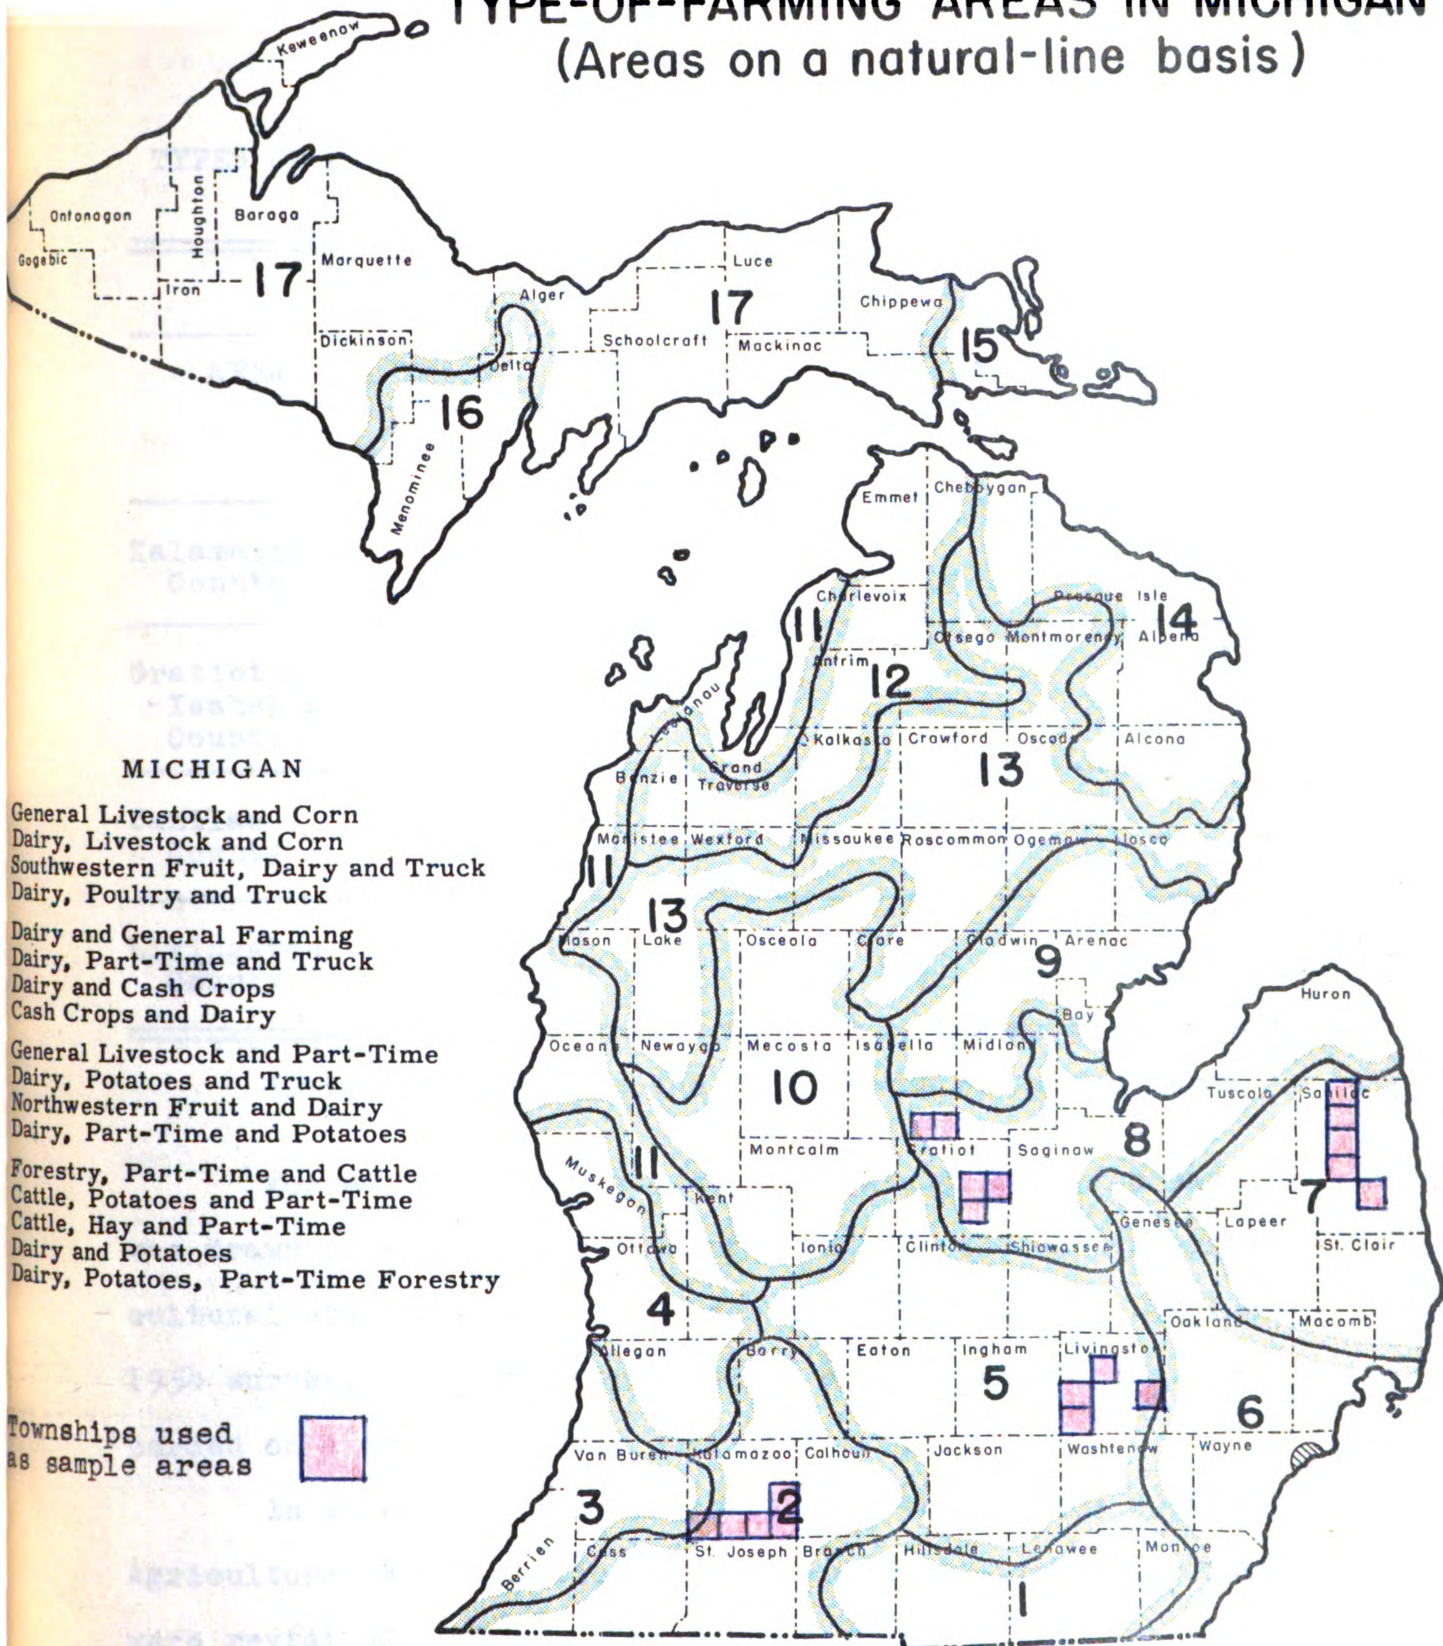 TYPE-OF-FARMING AREAS IN MICHIGAN
(Areas on a natural-line basis)
Keweenaw
Ontonagon
Houghton
Baraga
Gogebic
Iron
17
Marquette
Dickinson
Alger
Luce
17
Schoolcraft
Mackinac
Chippewa
15
Delta
16
Menominee
Emmet
Cheboygan
Charlevoix
Presque Isle
11
14
Antrim
Otsego
Montmorency
Alpena
12
Leelanau
Kalkaska
Crawford
Oscoda
Alcona
13
Benzie
Grand
Traverse
Manistee
Wexford
Missaukee
Roscommon
Ogemaw
Iosco
11
13
Mason
Lake
Osceola
Clare
Gladwin
Arenac
9
Bay
Huron
Oceana
Newaygo
Mecosta
Isabella
Midland
10
Tuscola
Sanilac
8
Montcalm
Gratiot
Saginaw
11
Muskegon
Kent
7
Genesee
Lapeer
St. Clair
Ottawa
Ionia
Clinton
Shiawassee
4
Oakland
Macomb
Allegan
Barry
Eaton
Ingham
Livingston
5
6
Van Buren
Kalamazoo
Calhoun
Jackson
Washtenaw
Wayne
3
2
Berrien
Cass
St. Joseph
Branch
Hillsdale
Lenawee
Monroe
1
MICHIGAN
General Livestock and Corn
Dairy, Livestock and Corn
Southwestern Fruit, Dairy and Truck
Dairy, Poultry and Truck
Dairy and General Farming
Dairy, Part-Time and Truck
Dairy and Cash Crops
Cash Crops and Dairy
General Livestock and Part-Time
Dairy, Potatoes and Truck
Northwestern Fruit and Dairy
Dairy, Part-Time and Potatoes
Forestry, Part-Time and Cattle
Cattle, Potatoes and Part-Time
Cattle, Hay and Part-Time
Dairy and Potatoes
Dairy, Potatoes, Part-Time Forestry
Townships used
as sample areas